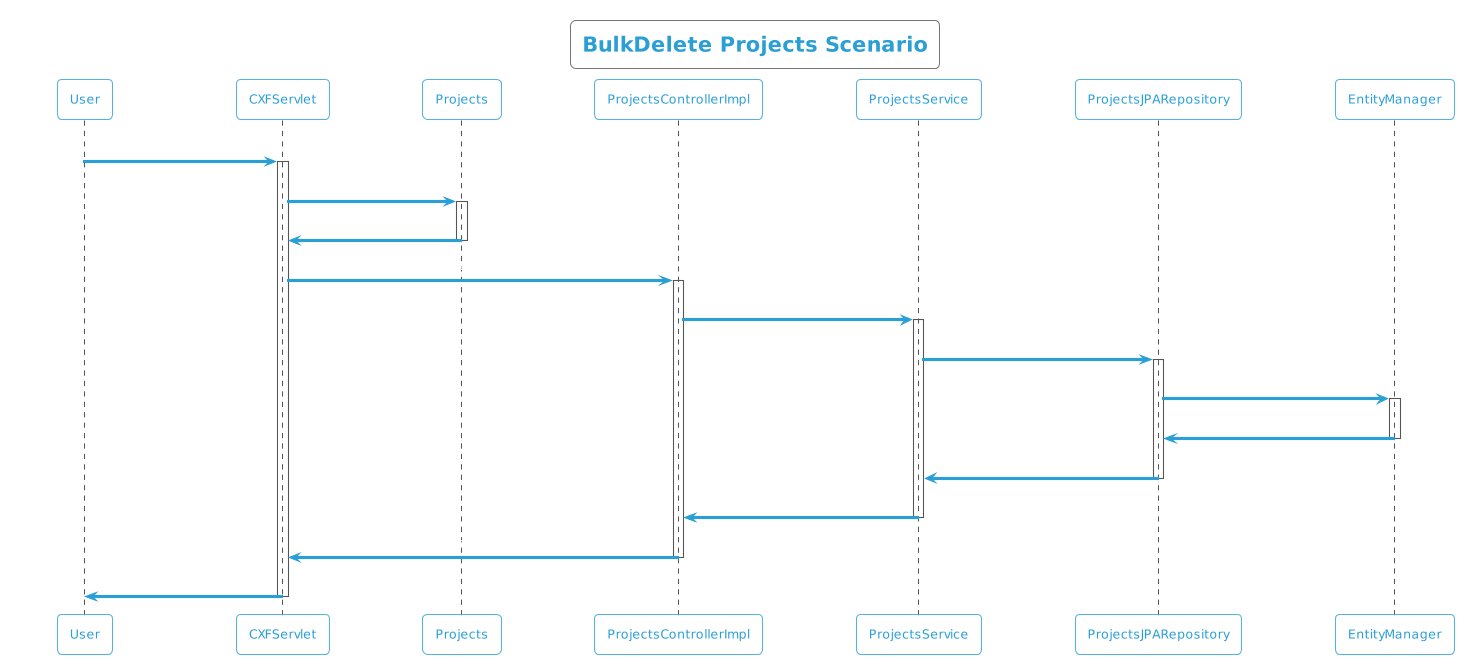 BulkDelete Projects Scenario
User
CXFServlet
Projects
ProjectsControllerImpl
ProjectsService
ProjectsJPARepository
EntityManager
User
CXFServlet
Projects
ProjectsControllerImpl
ProjectsService
ProjectsJPARepository
EntityManager